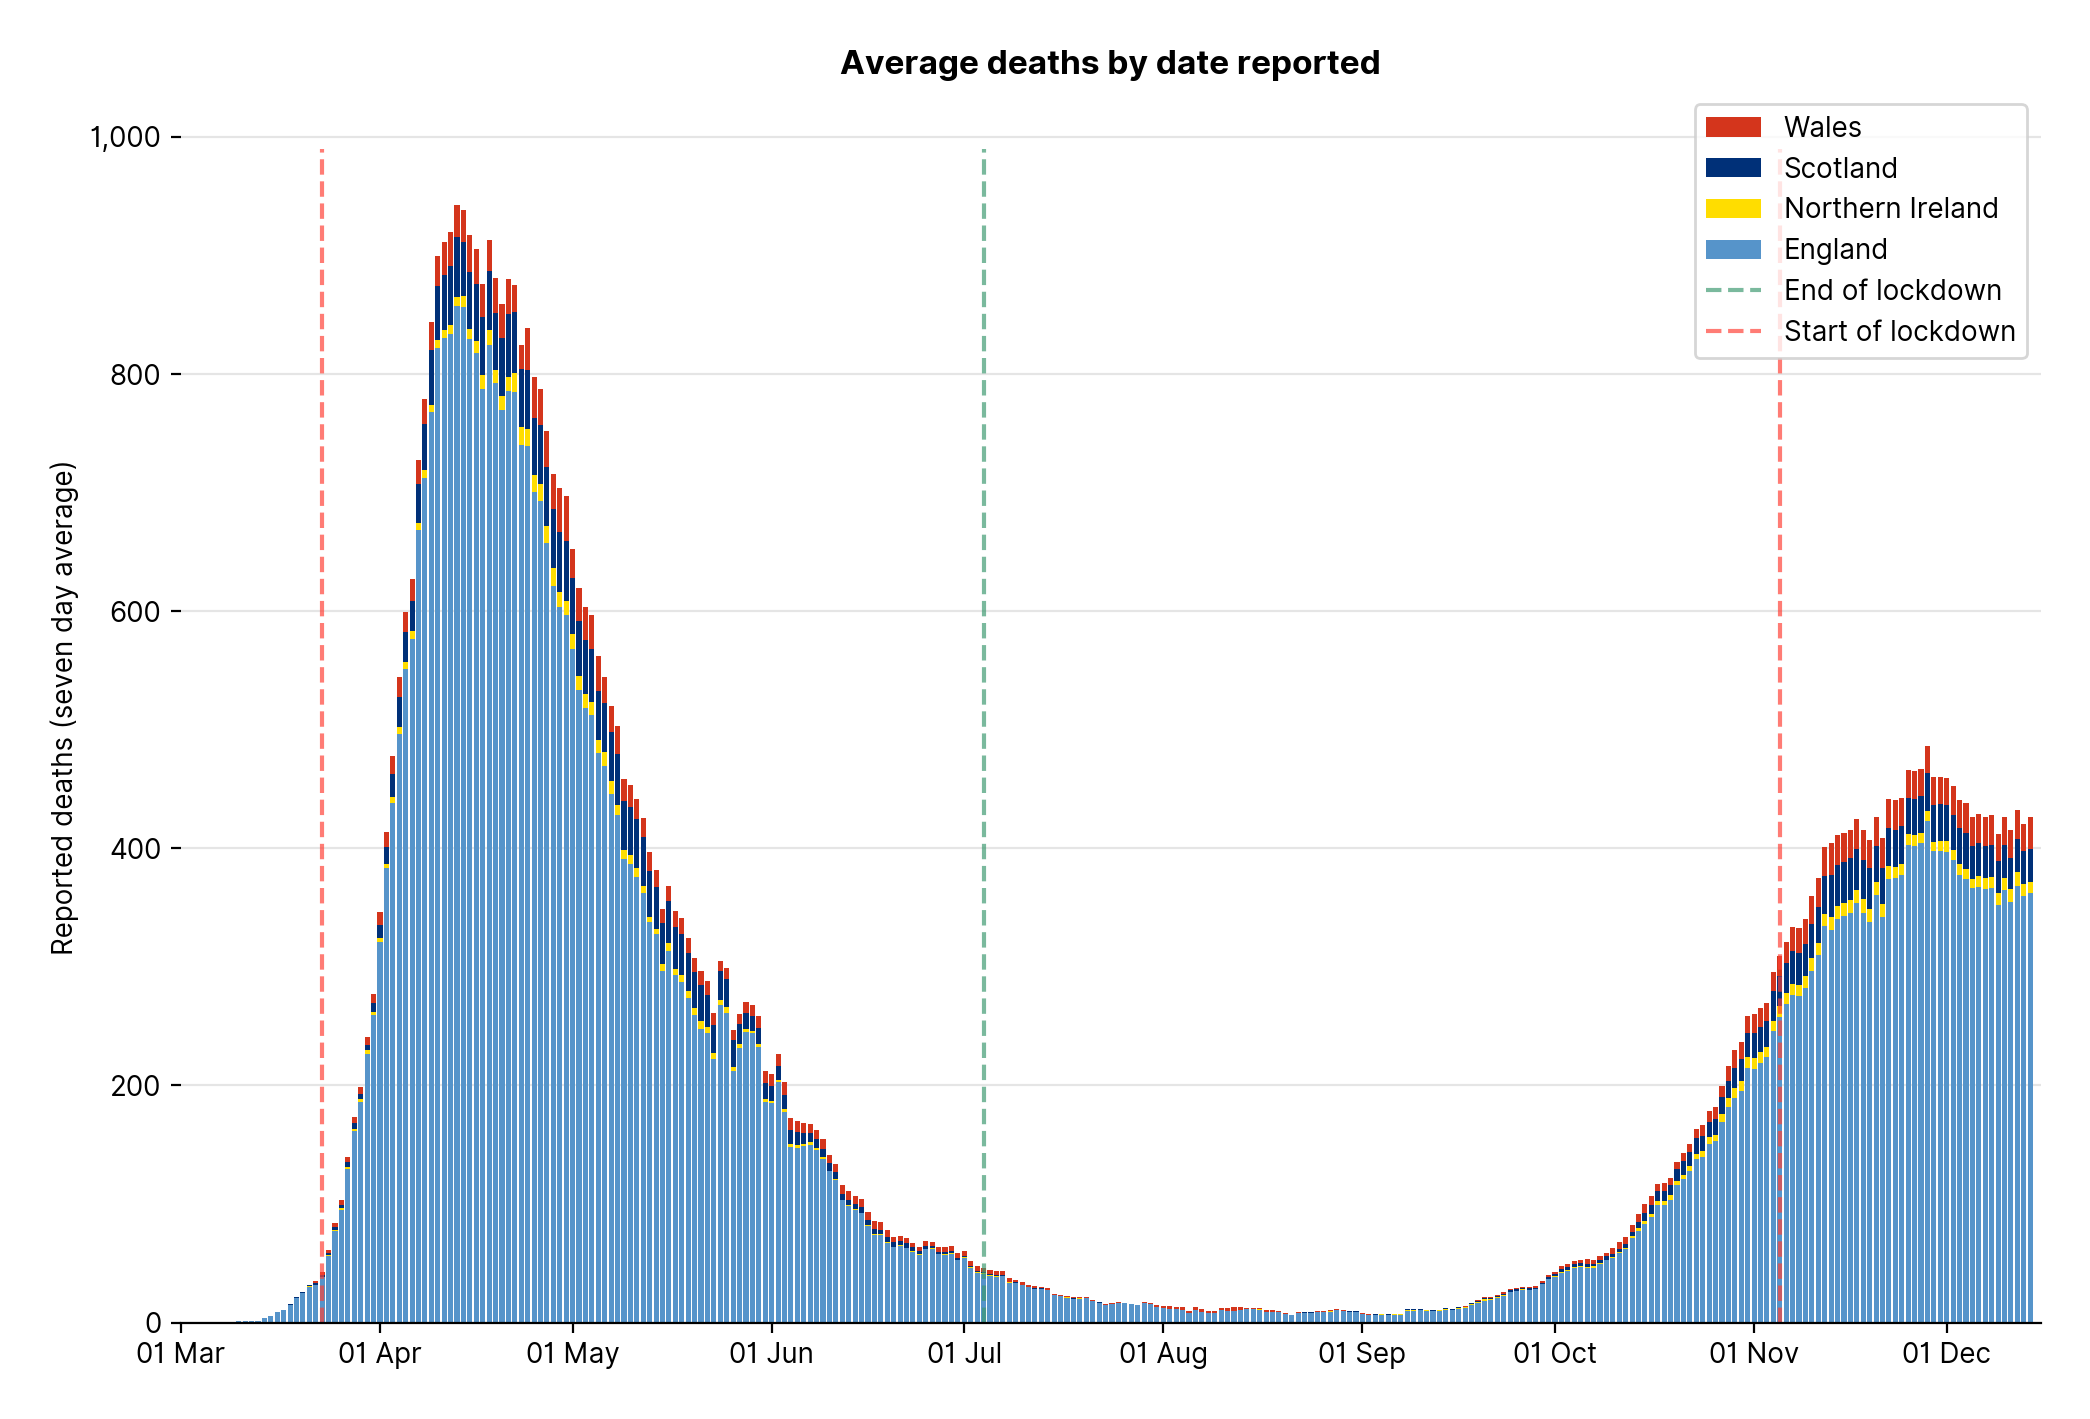 Average deaths by date reported
Wales
Scotland
Northern Ireland
England
End of lockdown
Start of lockdown
Reported deaths (seven day average)
1,000
800
600
400
200
0
01 Mar
01 Apr
01 May
01 Jun
01 Jul
01 Aug
01 Sep
01 Oct
01 Nov
01 Dec